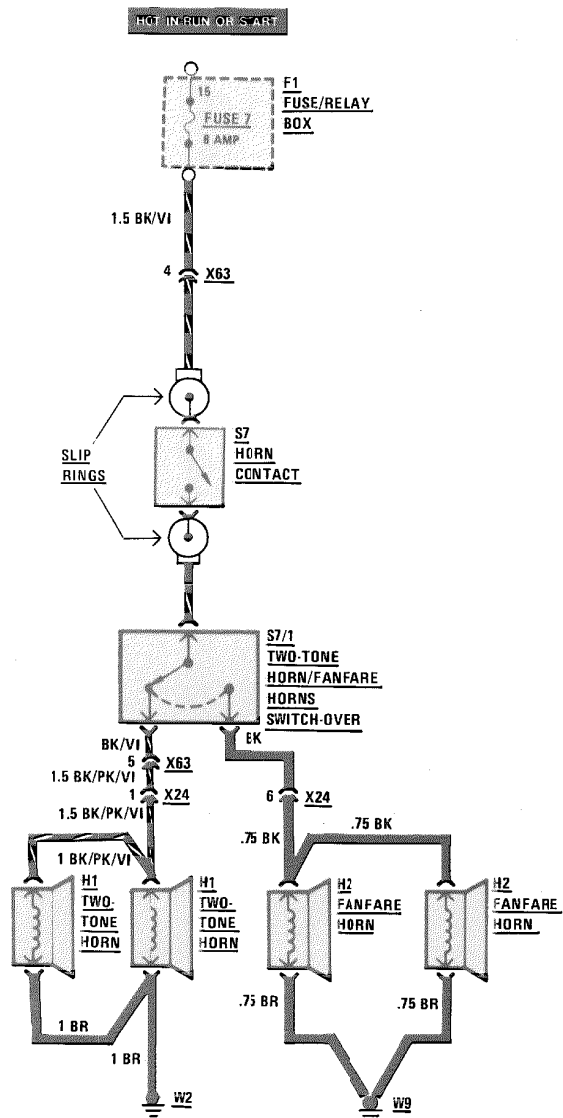 HOT IN RUN OR START
15
FUSE 7
8 AMP
F1
FUSE/RELAY
BOX
1.5 BK/VI
4 X63
SLIP
RINGS
S7
HORN
CONTACT
S7/1
TWO-TONE
HORN/FANFARE
HORNS
SWITCH-OVER
BK/VI
BK
5 X63
1.5 BK/PK/VI
1 X24
6 X24
1.5 BK/PK/VI
.75 BK
.75 BK
1 BK/PK/VI
H1
TWO-
TONE
HORN
H1
TWO-
TONE
HORN
H2
FANFARE
HORN
H2
FANFARE
HORN
1 BR
1 BR
.75 BR
.75 BR
W2
W9